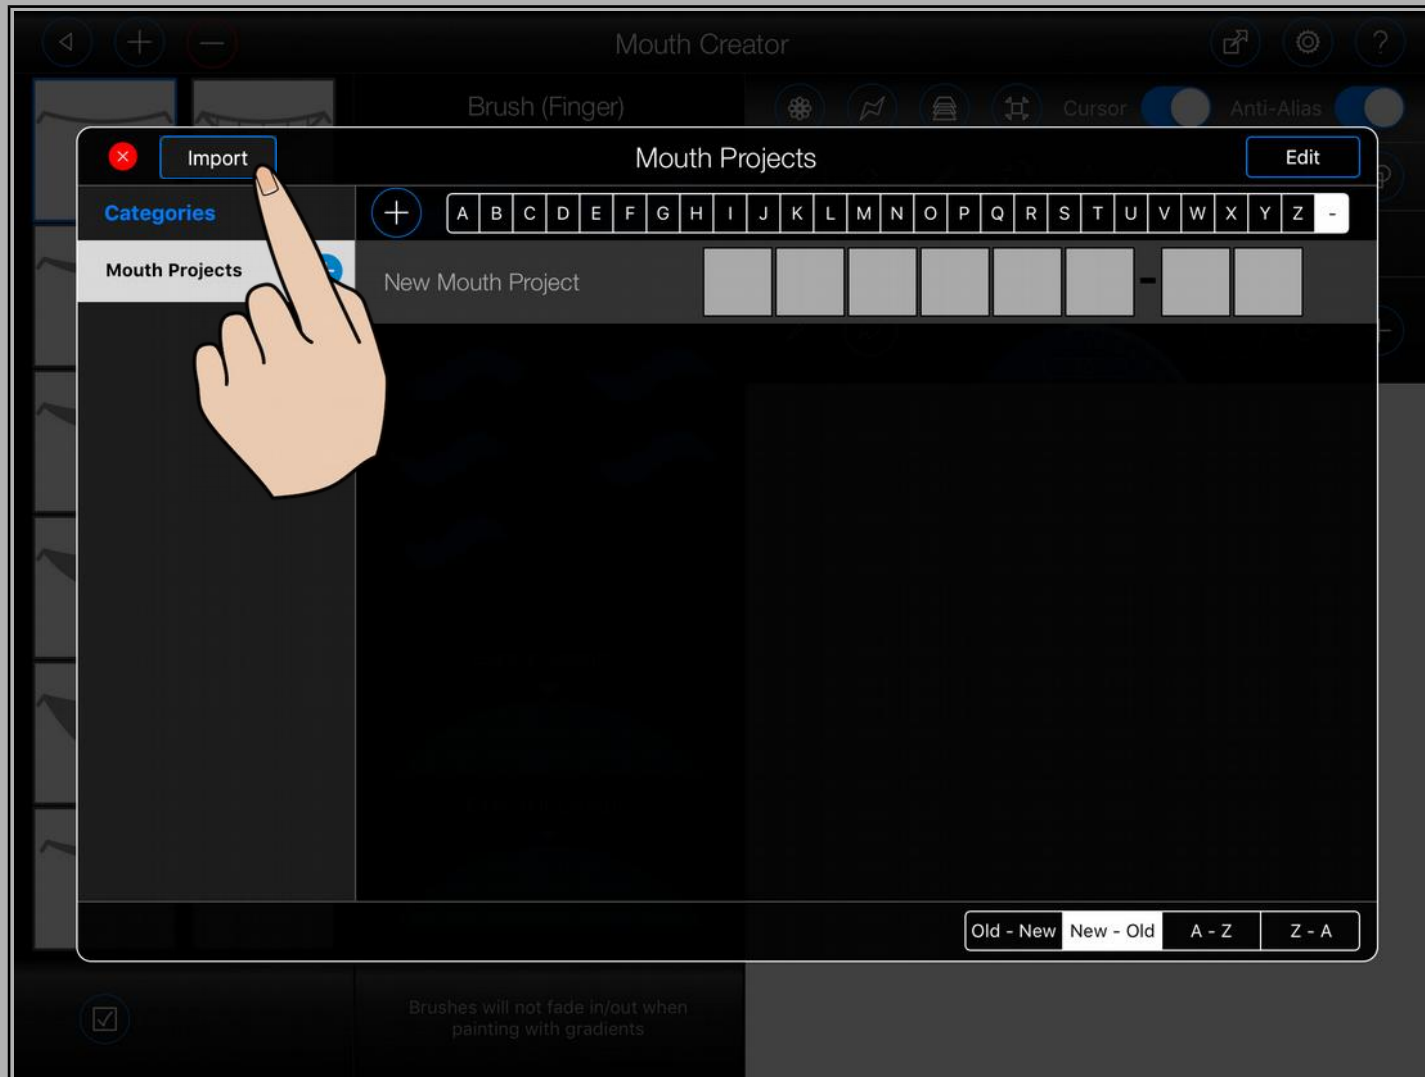 Mouth Creator
?
Brush (Finger)
Cursor
Anti-Alias
Import
Mouth Projects
Edit
Categories
A B C D E F G H I J K L M N O P Q R S T U V W X Y Z -
Mouth Projects
New Mouth Project
-
Old - New New - Old A - Z Z - A
Brushes will not fade in/out when
painting with gradients